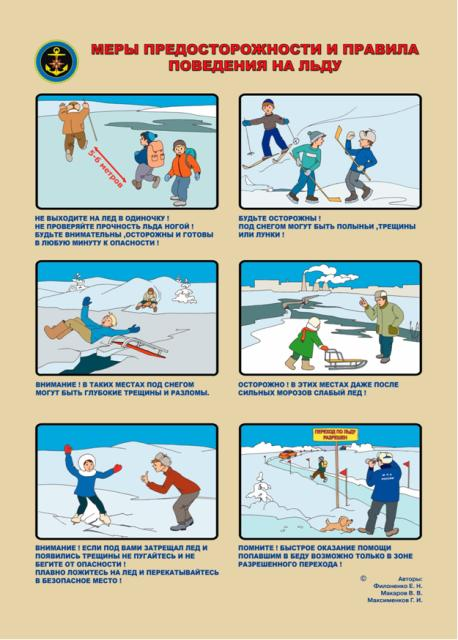 МЕРЫ ПРЕДОСТОРОЖНОСТИ И ПРАВИЛА
ПОВЕДЕНИЯ НА ЛЬДУ
5-6 метров
НЕ ВЫХОДИТЕ НА ЛЕД В ОДИНОЧКУ !
НЕ ПРОВЕРЯЙТЕ ПРОЧНОСТЬ ЛЬДА НОГОЙ !
БУДЬТЕ ВНИМАТЕЛЬНЫ ,ОСТОРОЖНЫ И ГОТОВЫ
В ЛЮБУЮ МИНУТУ К ОПАСНОСТИ !
БУДЬТЕ ОСТОРОЖНЫ !
ПОД СНЕГОМ МОГУТ БЫТЬ ПОЛЫНЬИ ,ТРЕЩИНЫ
ИЛИ ЛУНКИ !
ВНИМАНИЕ ! В ТАКИХ МЕСТАХ ПОД СНЕГОМ
МОГУТ БЫТЬ ГЛУБОКИЕ ТРЕЩИНЫ И РАЗЛОМЫ.
ОСТОРОЖНО ! В ЭТИХ МЕСТАХ ДАЖЕ ПОСЛЕ
СИЛЬНЫХ МОРОЗОВ СЛАБЫЙ ЛЕД !
ПЕРЕХОД ПО ЛЬДУ
РАЗРЕШЕН
РОССИИ
ВНИМАНИЕ ! ЕСЛИ ПОД ВАМИ ЗАТРЕЩАЛ ЛЕД И
ПОЯВИЛИСЬ ТРЕЩИНЫ НЕ ПУГАЙТЕСЬ И НЕ
БЕГИТЕ ОТ ОПАСНОСТИ !
ПЛАВНО ЛОЖИТЕСЬ НА ЛЕД И ПЕРЕКАТЫВАЙТЕСЬ
В БЕЗОПАСНОЕ МЕСТО !
ПОМНИТЕ ! БЫСТРОЕ ОКАЗАНИЕ ПОМОЩИ
ПОПАВШИМ В БЕДУ ВОЗМОЖНО ТОЛЬКО В ЗОНЕ
РАЗРЕШЕННОГО ПЕРЕХОДА !
© Авторы:
Филоненко Е. Н.
Макаров В. В.
Максименков Г. И.